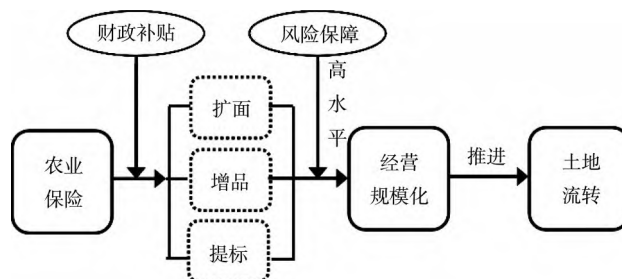 财政补贴
风险保障
高
水
平
扩面
增品
提标
农业
保险
经营
规模化
推进
土地
流转